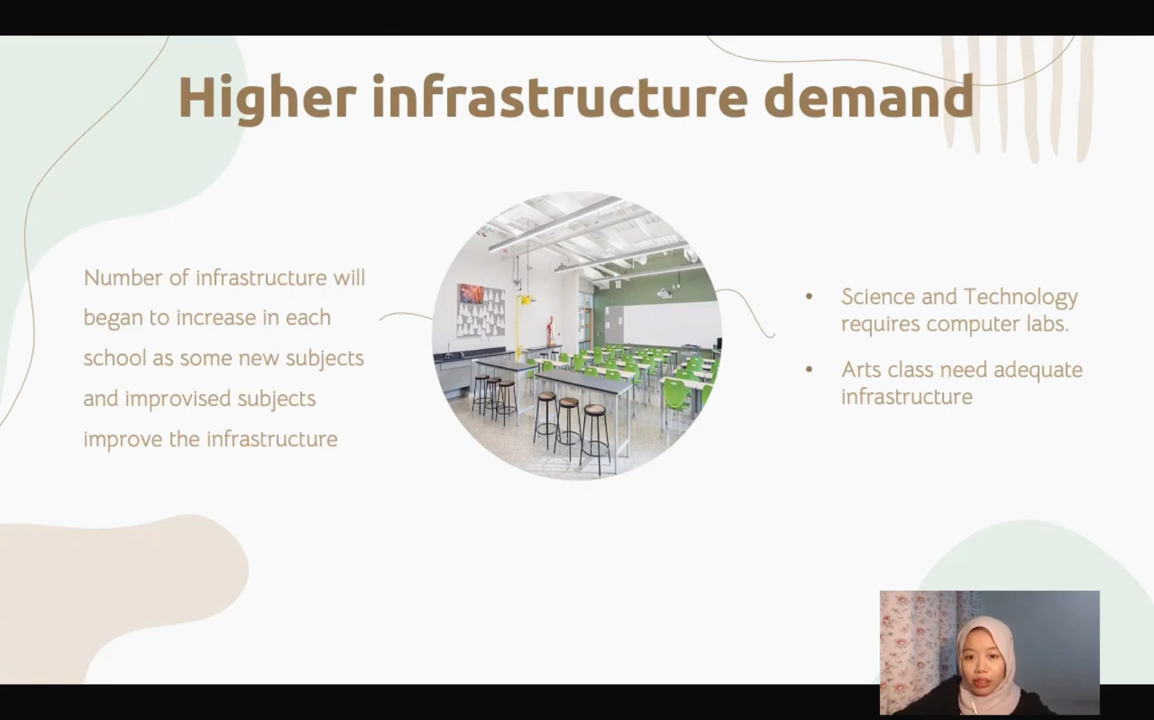 Higher infrastructure demand
Number of infrastructure will
began to increase in each
school as some new subjects
and improvised subjects
improve the infrastructure
• Science and Technology
requires computer labs.
• Arts class need adequate
infrastructure